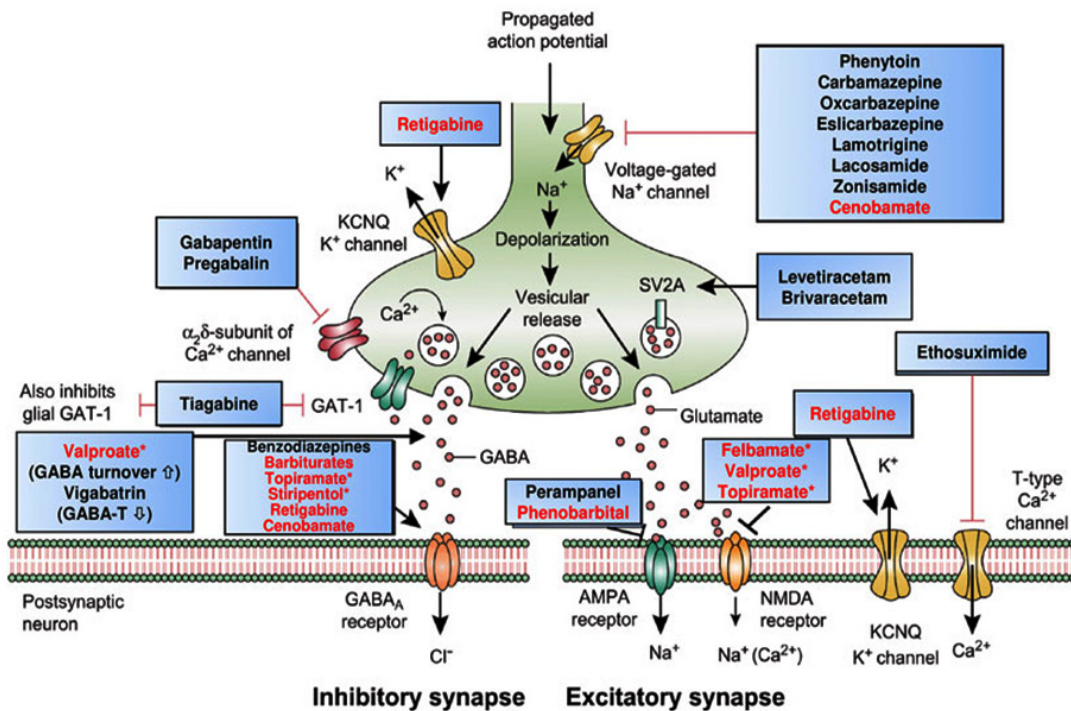 Propagated
action potential
Phenytoin
Carbamazepine
Oxcarbazepine
Eslicarbazepine
Lamotrigine
Lacosamide
Zonisamide
Cenobamate
Retigabine
K⁺
KCNQ
K⁺ channel
Voltage-gated
Na⁺ channel
Na⁺
Depolarization
Vesicular
release
Gabapentin
Pregabalin
α₂δ-subunit of
Ca²⁺ channel
Ca²⁺
SV2A
Levetiracetam
Brivaracetam
Ethosuximide
Also inhibits
glial GAT-1
Tiagabine
GAT-1
Glutamate
Retigabine
Valproate*
(GABA turnover ⇧)
Vigabatrin
(GABA-T ⇩)
Benzodiazepines
Barbiturates
Topiramate*
Stiripentol*
Retigabine
Cenobamate
GABA
Felbamate*
Valproate*
Topiramate*
Perampanel
Phenobarbital
K⁺
T-type
Ca²⁺
channel
Postsynaptic
neuron
GABA_A
receptor
Cl⁻
AMPA
receptor
Na⁺
NMDA
receptor
Na⁺ (Ca²⁺)
KCNQ
K⁺ channel
Ca²⁺
Inhibitory synapse
Excitatory synapse